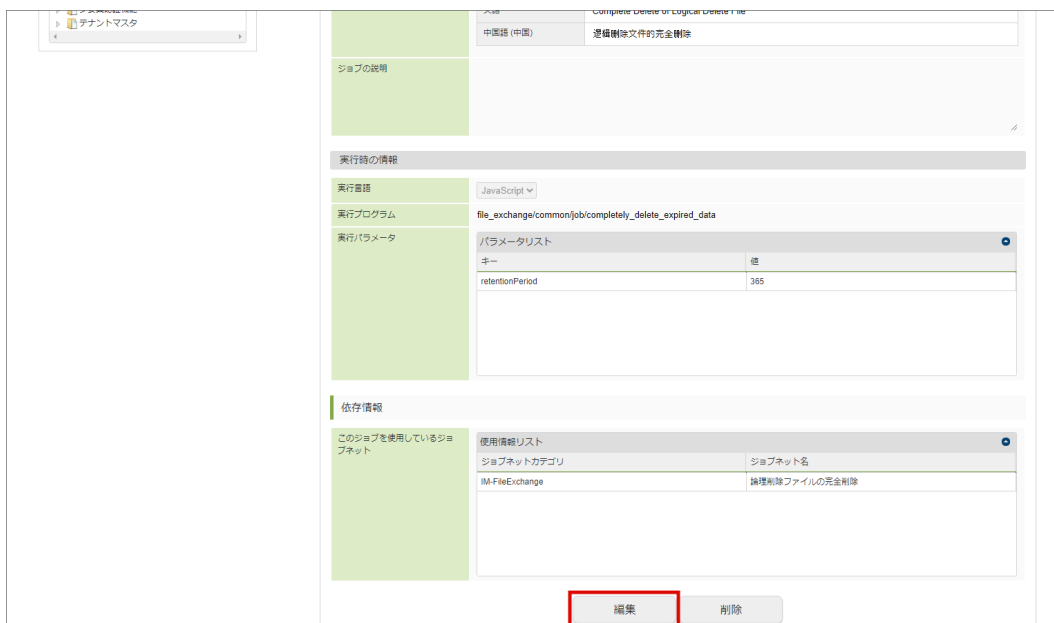 テナントマスタ
英語 Complete Delete of Logical Delete File
中国語 (中国) 逻辑删除文件的完全删除
ジョブの説明
実行時の情報
実行言語 JavaScript
実行プログラム file_exchange/common/job/completely_delete_expired_data
実行パラメータ パラメータリスト
キー 値
retentionPeriod 365
依存情報
このジョブを使用しているジョ
ブネット
使用情報リスト
ジョブネットカテゴリ ジョブネット名
IM-FileExchange 論理削除ファイルの完全削除
編集 削除